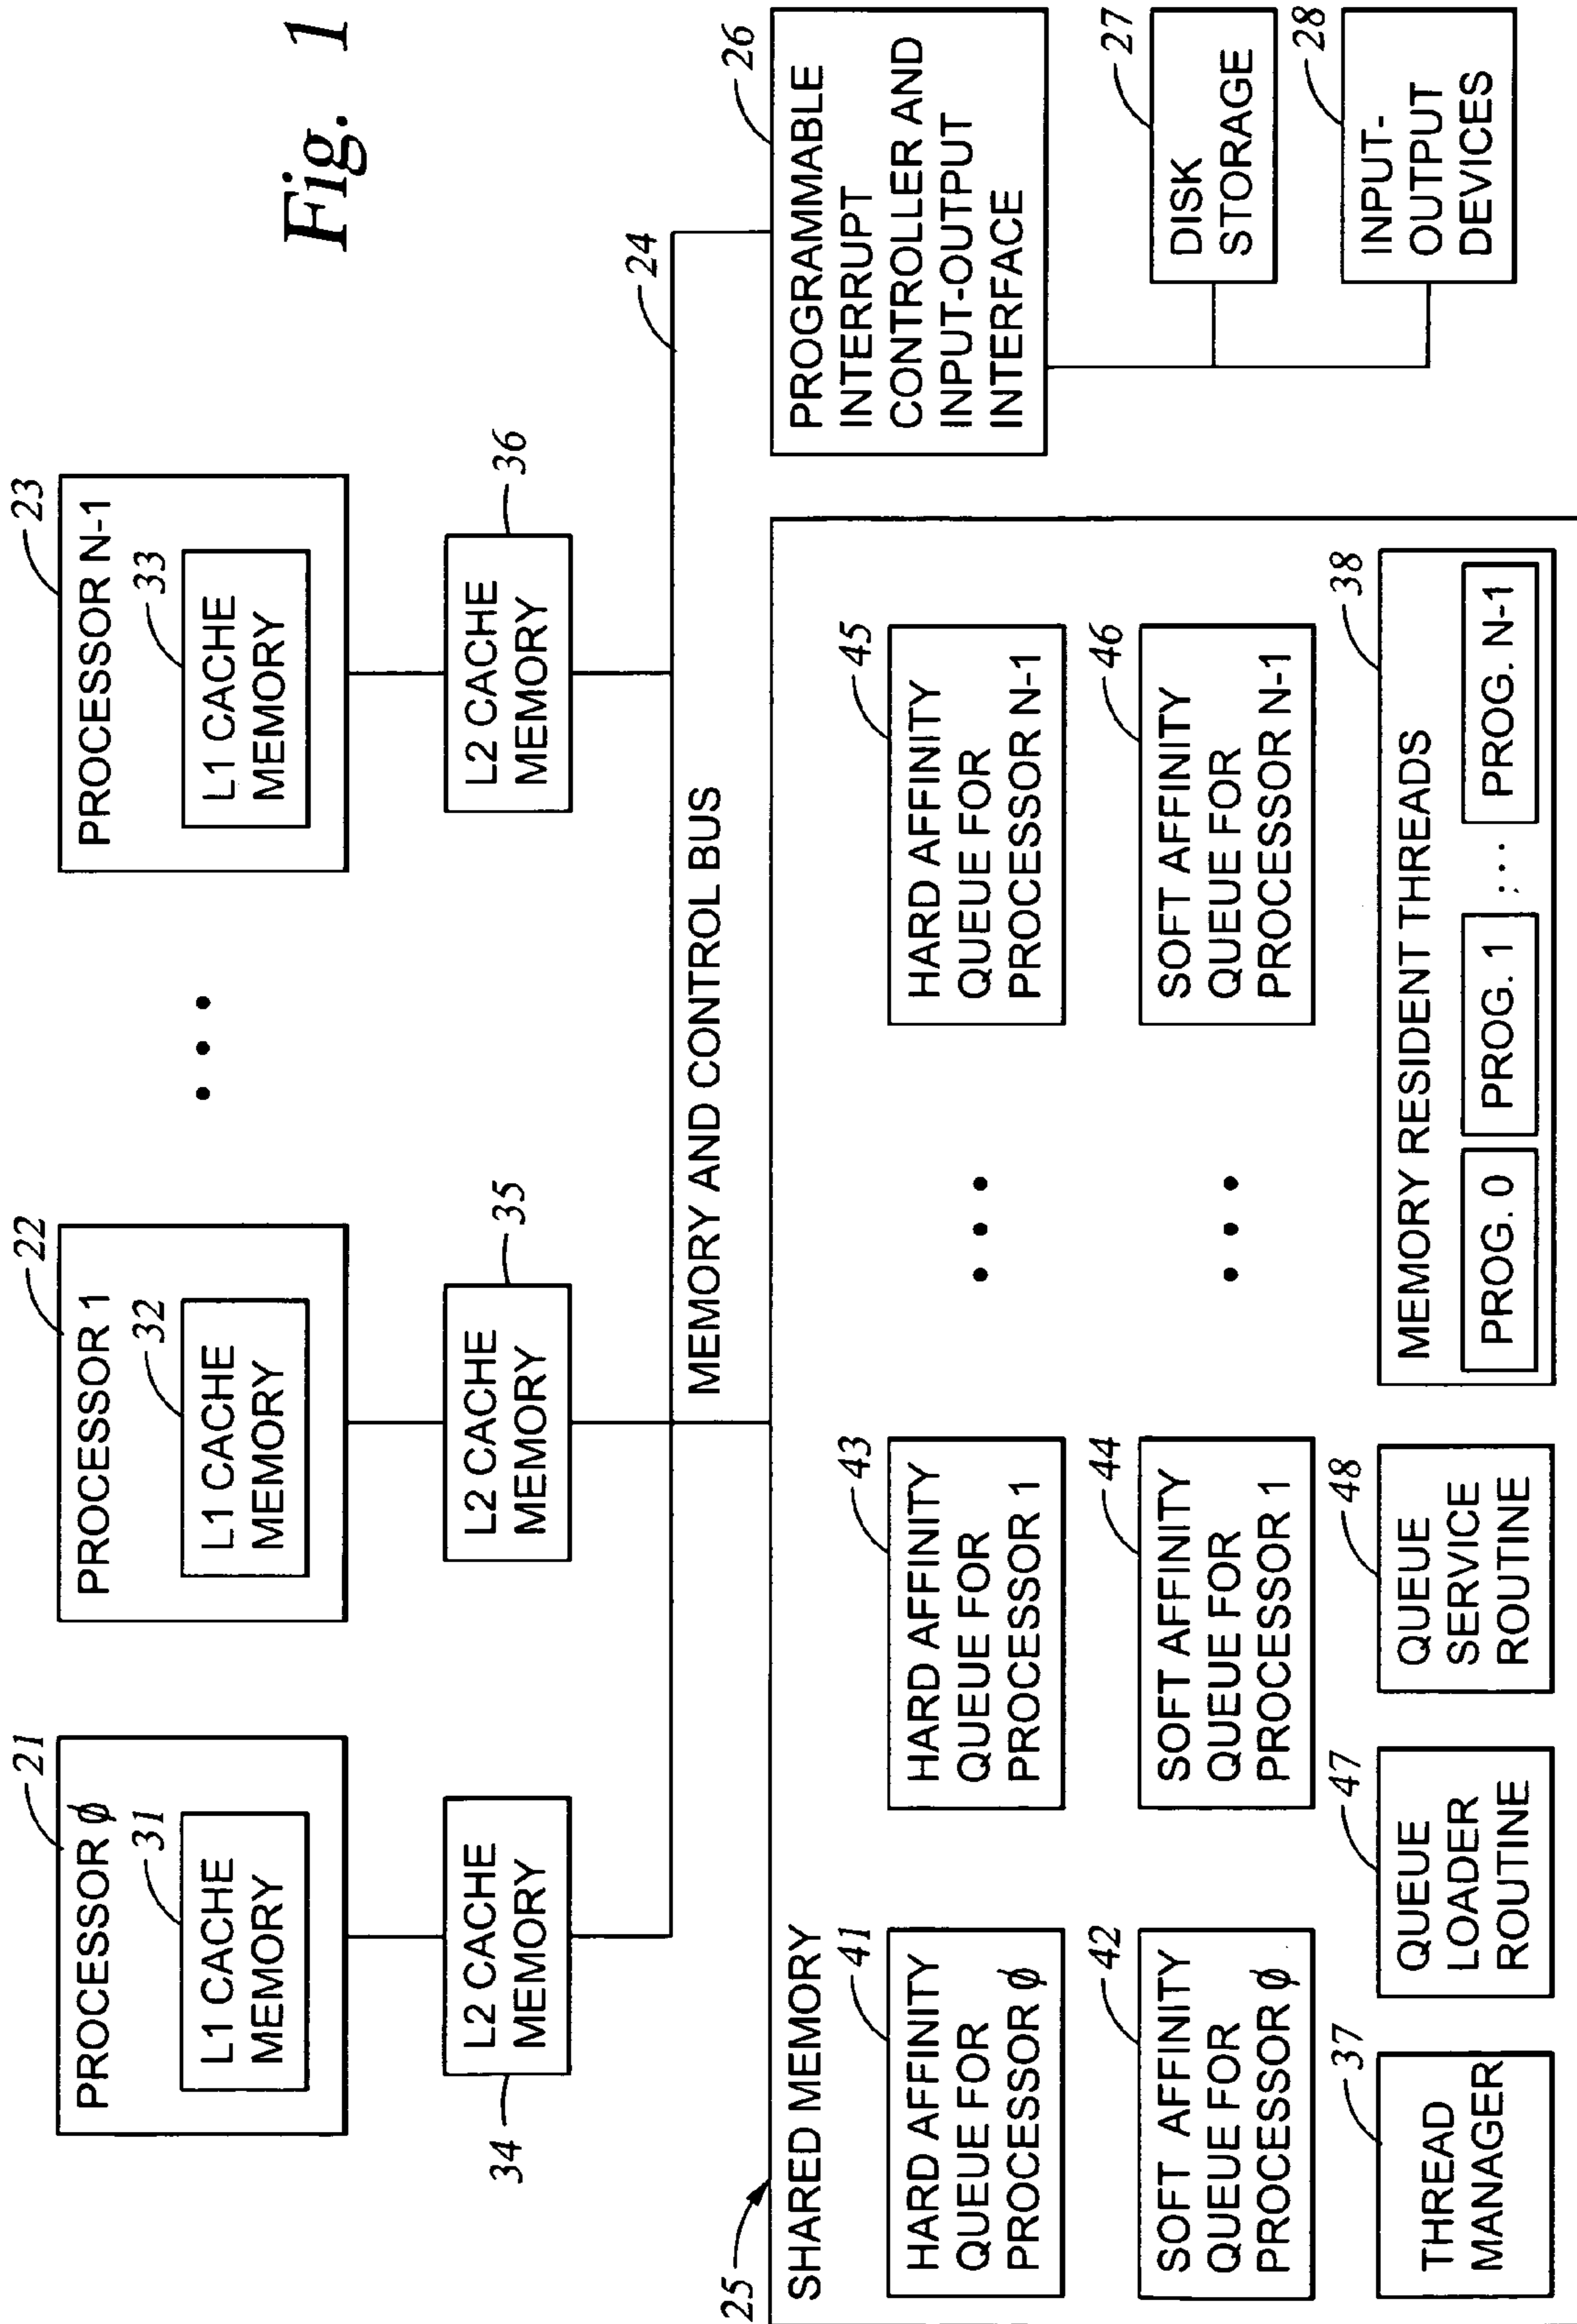 Fig. 1
21
PROCESSOR ϕ
31
L1 CACHE
MEMORY
22
PROCESSOR 1
32
L1 CACHE
MEMORY
• • •
23
PROCESSOR N-1
33
L1 CACHE
MEMORY
34
L2 CACHE
MEMORY
35
L2 CACHE
MEMORY
36
L2 CACHE
MEMORY
24
MEMORY AND CONTROL BUS
25
SHARED MEMORY
41
HARD AFFINITY
QUEUE FOR
PROCESSOR ϕ
43
HARD AFFINITY
QUEUE FOR
PROCESSOR 1
• • •
45
HARD AFFINITY
QUEUE FOR
PROCESSOR N-1
42
SOFT AFFINITY
QUEUE FOR
PROCESSOR ϕ
44
SOFT AFFINITY
QUEUE FOR
PROCESSOR 1
• • •
46
SOFT AFFINITY
QUEUE FOR
PROCESSOR N-1
37
THREAD
MANAGER
47
QUEUE
LOADER
ROUTINE
48
QUEUE
SERVICE
ROUTINE
38
MEMORY RESIDENT THREADS
PROG. 0 PROG. 1 ;··· PROG. N-1
26
PROGRAMMABLE
INTERRUPT
CONTROLLER AND
INPUT-OUTPUT
INTERFACE
27
DISK
STORAGE
28
INPUT-
OUTPUT
DEVICES